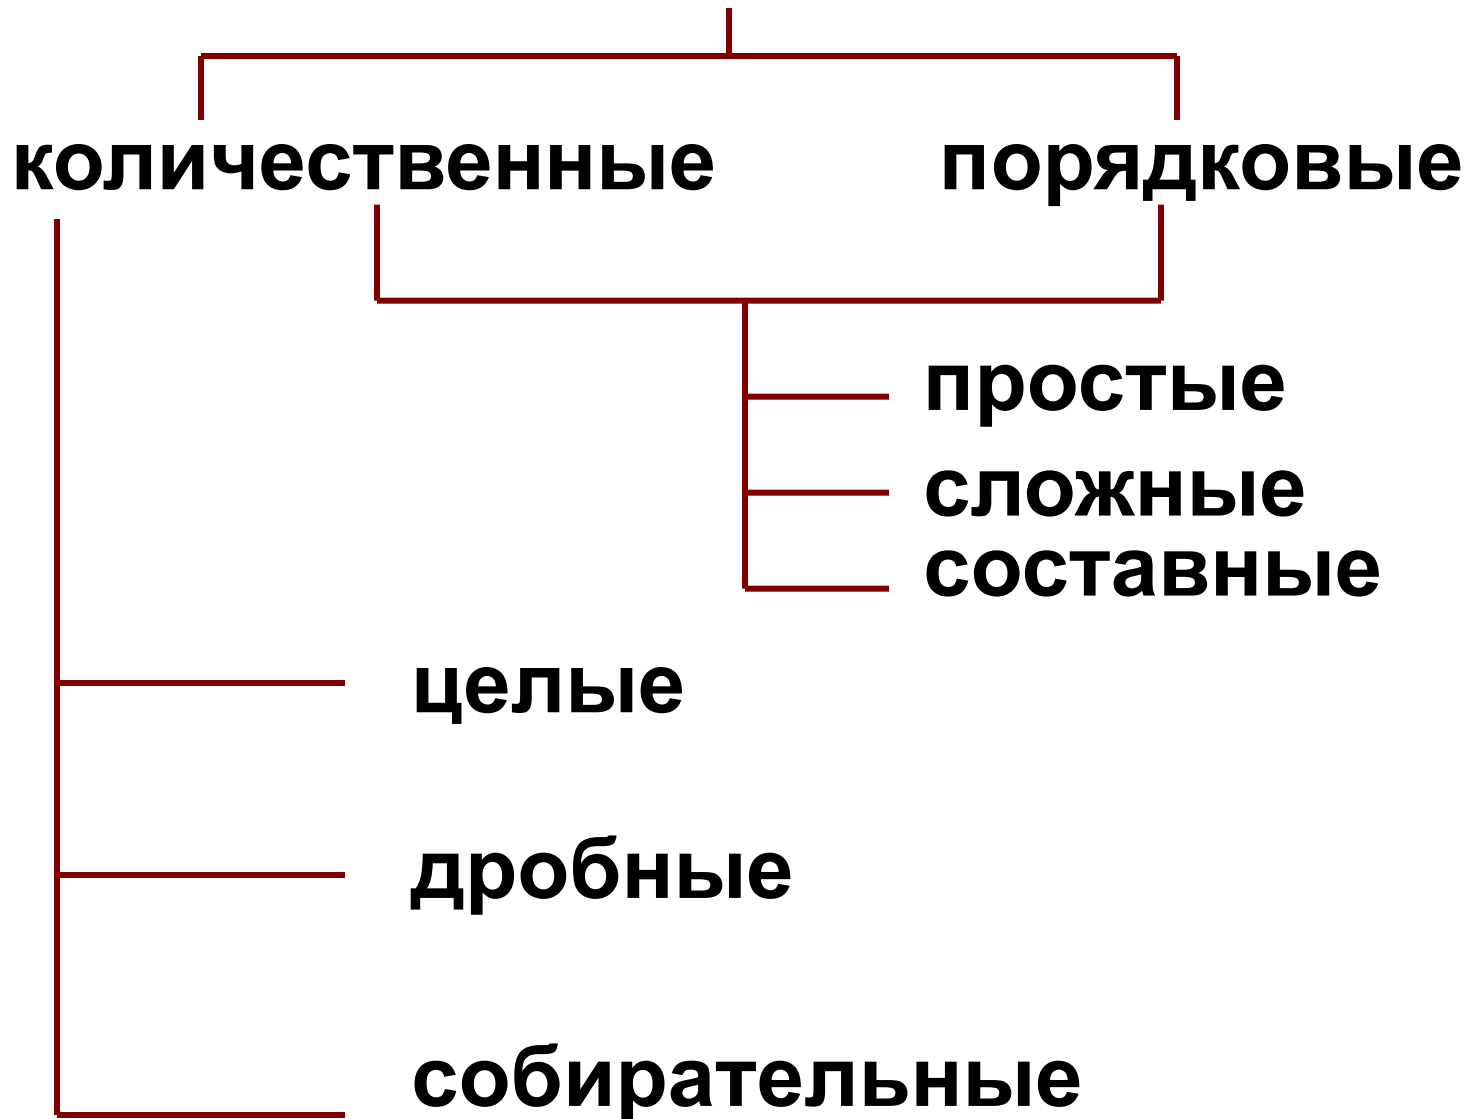 количественные порядковые
простые
сложные
составные
целые
дробные
собирательные